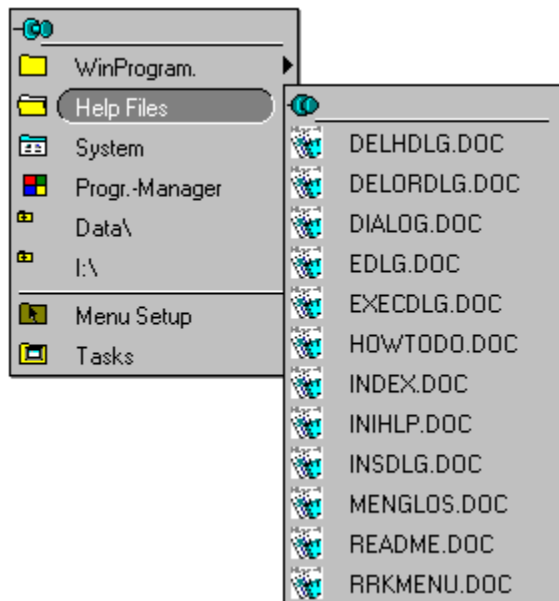 WinProgram.
Help Files
System
Progr.-Manager
Data\
I:\
Menu Setup
Tasks
DELHDLG.DOC
DELORDLG.DOC
DIALOG.DOC
EDLG.DOC
EXECDLG.DOC
HOWTODO.DOC
INDEX.DOC
INIHLP.DOC
INSDLG.DOC
MENGLOS.DOC
README.DOC
RRKMENU.DOC